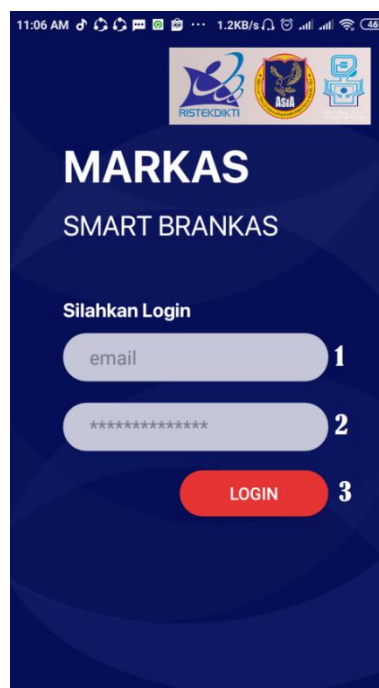 11:06 AM ... 1.2KB/s 46
RISTEKDIKTI ASIA
MARKAS
SMART BRANKAS
Silahkan Login
email 1
************** 2
LOGIN 3